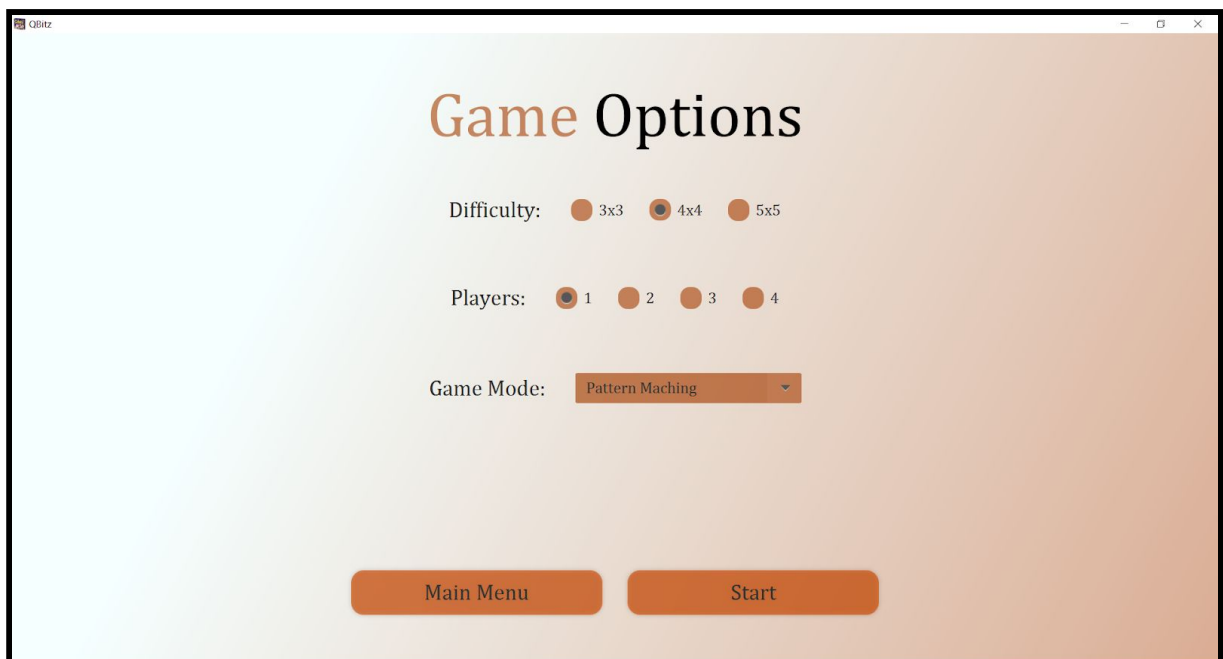 QBitz
Game Options
Difficulty: 3x3 4x4 5x5
Players: 1 2 3 4
Game Mode: Pattern Maching
Main Menu Start